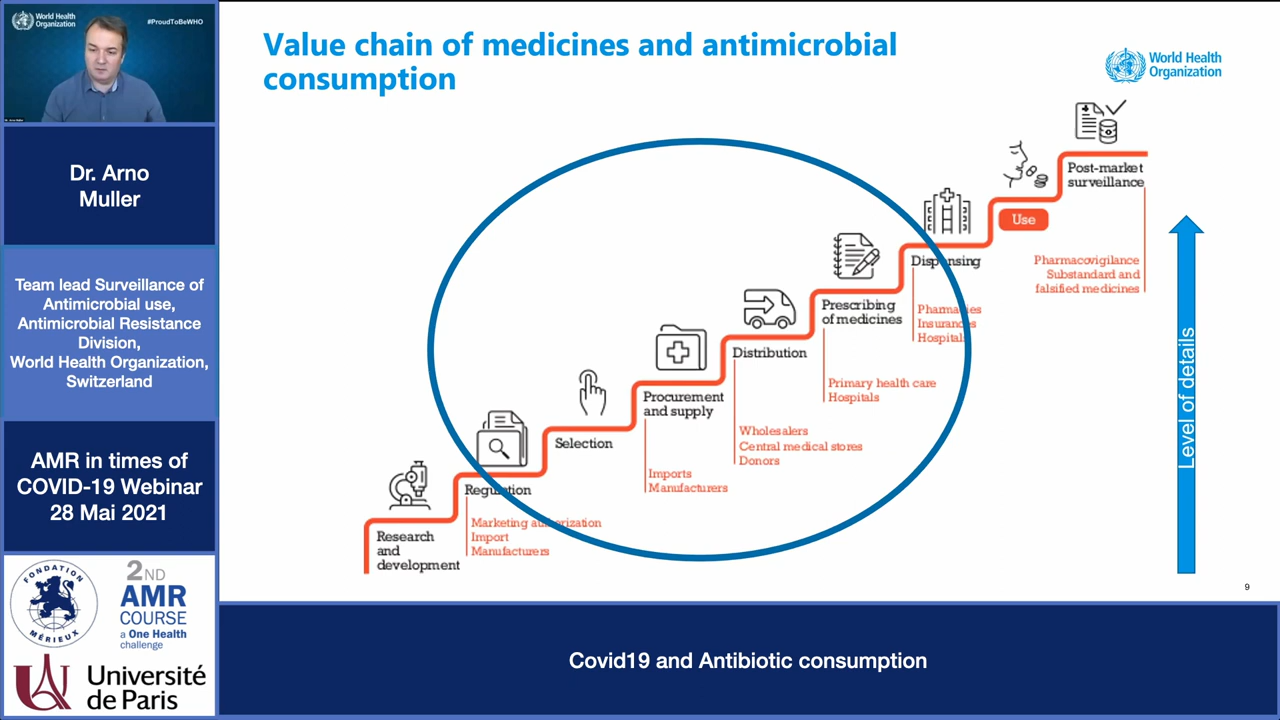 World Health
Organization
#ProudToBeWHO
Dr. Arno
Muller
Team lead Surveillance of
Antimicrobial use,
Antimicrobial Resistance
Division,
World Health Organization,
Switzerland
AMR in times of
COVID-19 Webinar
28 Mai 2021
FONDATION
MÉRIEUX
2ND
AMR
COURSE
a One Health
challenge
Université
de Paris
Value chain of medicines and antimicrobial
consumption
World Health
Organization
Research
and
development
Regulation
Marketing authorization
Import
Manufacturers
Selection
Procurement
and supply
Imports
Manufacturers
Distribution
Wholesalers
Central medical stores
Donors
Prescribing
of medicines
Primary health care
Hospitals
Dispensing
Pharmacies
Insurances
Hospitals
Use
Post-market
surveillance
Pharmacovigilance
Substandard and
falsified medicines
Level of details
9
Covid19 and Antibiotic consumption